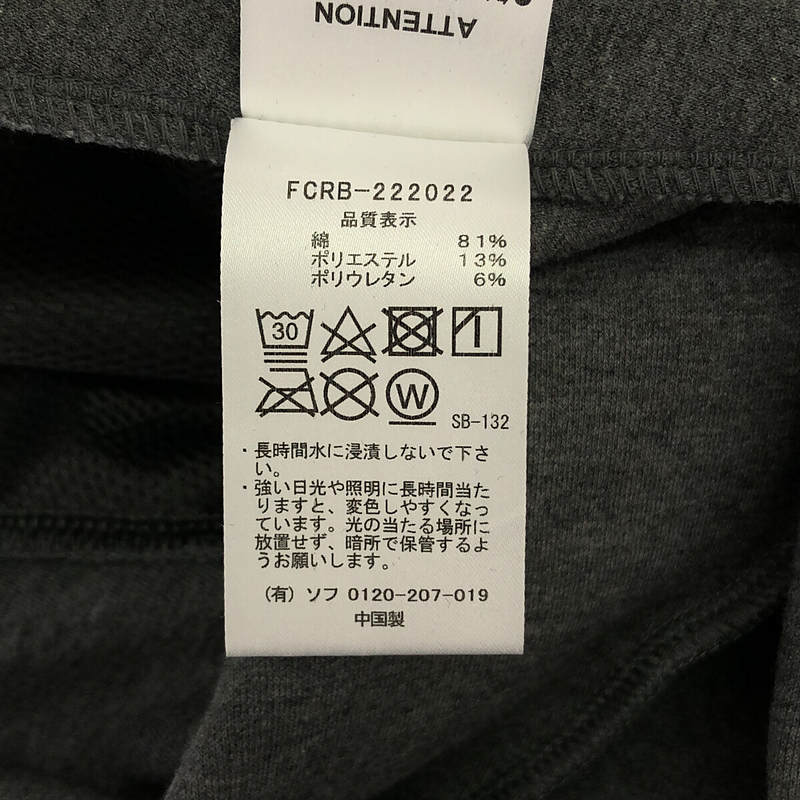 ATTENTION
FCRB-222022
品質表示
綿 81%
ポリエステル 13%
ポリウレタン 6%
30
W
SB-132
・長時間水に浸漬しないで下さ
い。
・強い日光や照明に長時間当た
りますと、変色しやすくなっ
ています。光の当たる場所に
放置せず、暗所で保管するよ
うお願いします。
(有) ソフ 0120-207-019
中国製